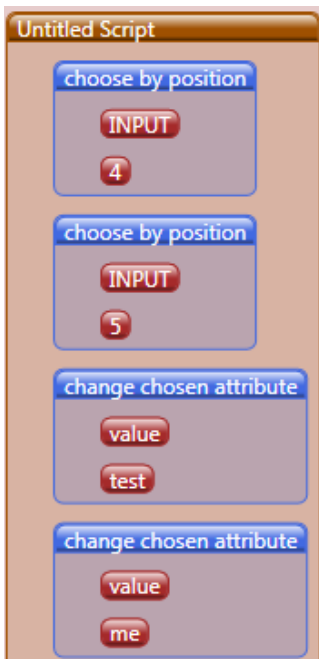 Untitled Script
choose by position
INPUT
4
choose by position
INPUT
5
change chosen attribute
value
test
change chosen attribute
value
me